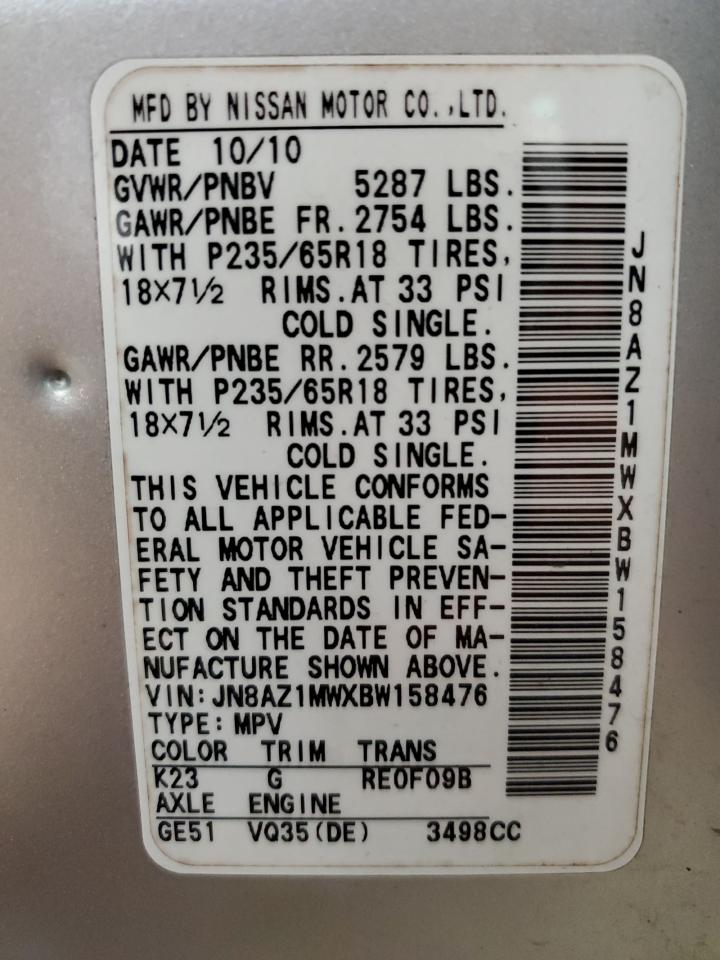 MFD BY NISSAN MOTOR CO.,LTD.
DATE 10/10
GVWR/PNBV 5287 LBS.
GAWR/PNBE FR.2754 LBS.
WITH P235/65R18 TIRES,
18×7½ RIMS.AT 33 PSI
COLD SINGLE.
GAWR/PNBE RR.2579 LBS.
WITH P235/65R18 TIRES,
18×7½ RIMS.AT 33 PSI
COLD SINGLE.
THIS VEHICLE CONFORMS
TO ALL APPLICABLE FED-
ERAL MOTOR VEHICLE SA-
FETY AND THEFT PREVEN-
TION STANDARDS IN EFF-
ECT ON THE DATE OF MA-
NUFACTURE SHOWN ABOVE.
VIN:JN8AZ1MWXBW158476
TYPE:MPV
COLOR TRIM TRANS
K23 G RE0F09B
AXLE ENGINE
GE51 VQ35(DE) 3498CC
JN8AZ1MWXBW158476